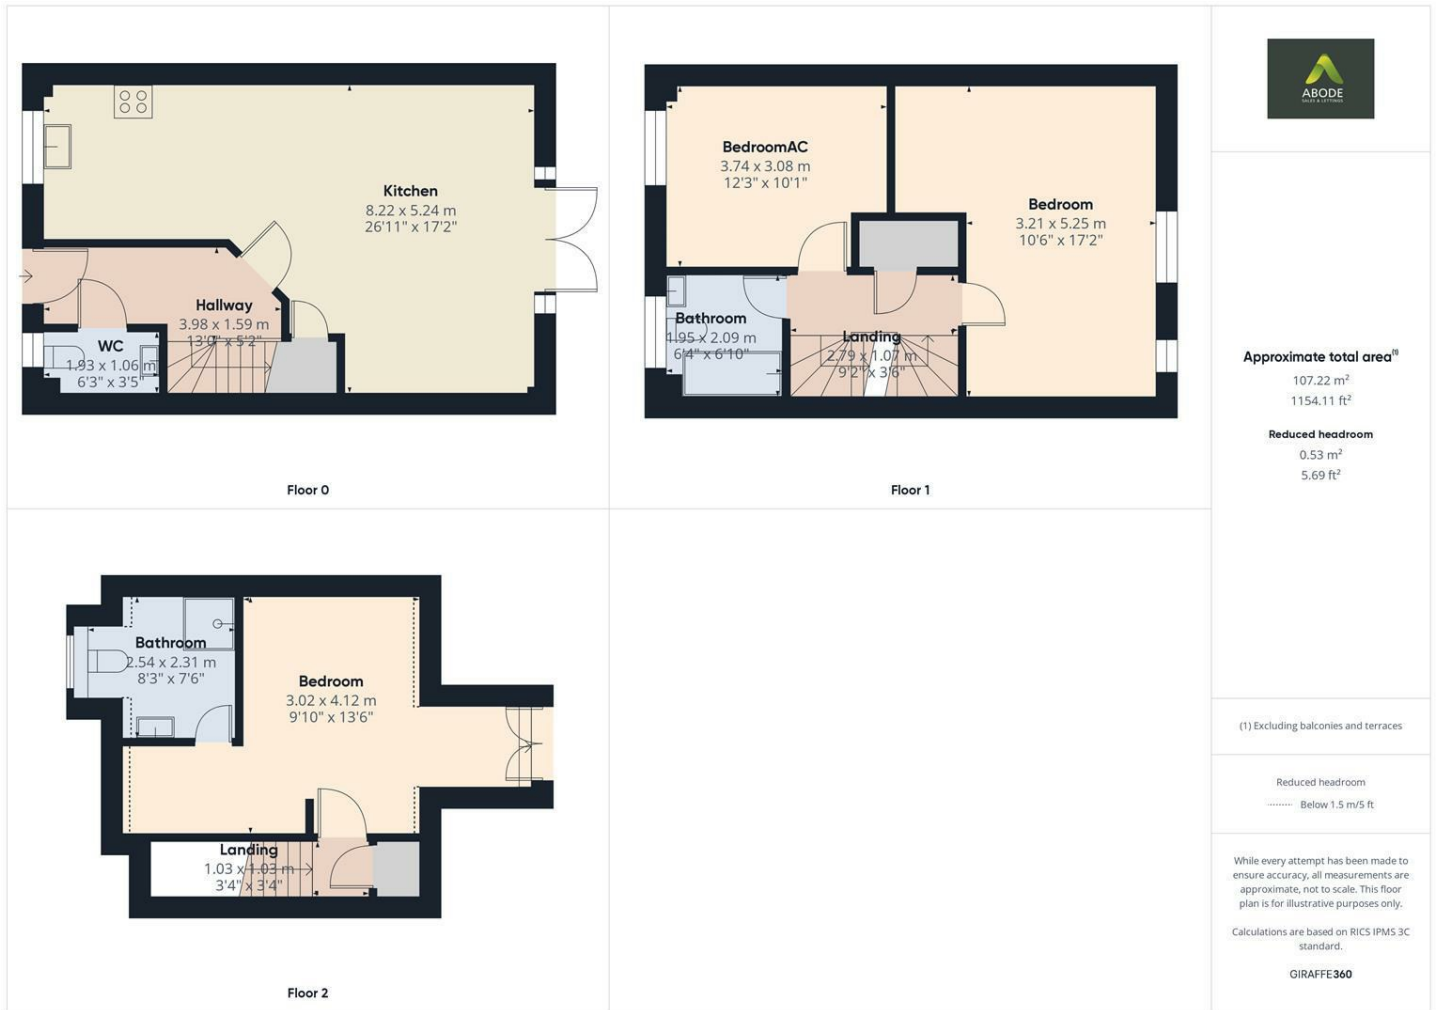 Kitchen
8.22 x 5.24 m
26'11" x 17'2"
Hallway
3.98 x 1.59 m
13'0" x 5'2"
WC
1.93 x 1.06 m
6'3" x 3'5"
Floor 0
BedroomAC
3.74 x 3.08 m
12'3" x 10'1"
Bedroom
3.21 x 5.25 m
10'6" x 17'2"
Bathroom
1.95 x 2.09 m
6'4" x 6'10"
Landing
2.79 x 1.07 m
9'2" x 3'6"
Floor 1
Bathroom
2.54 x 2.31 m
8'3" x 7'6"
Bedroom
3.02 x 4.12 m
9'10" x 13'6"
Landing
1.03 x 1.03 m
3'4" x 3'4"
Floor 2
ABODE
SALES & LETTINGS
Approximate total area(1)
107.22 m²
1154.11 ft²
Reduced headroom
0.53 m²
5.69 ft²
(1) Excluding balconies and terraces
Reduced headroom
Below 1.5 m/5 ft
While every attempt has been made to
ensure accuracy, all measurements are
approximate, not to scale. This floor
plan is for illustrative purposes only.
Calculations are based on RICS IPMS 3C
standard.
GIRAFFE360